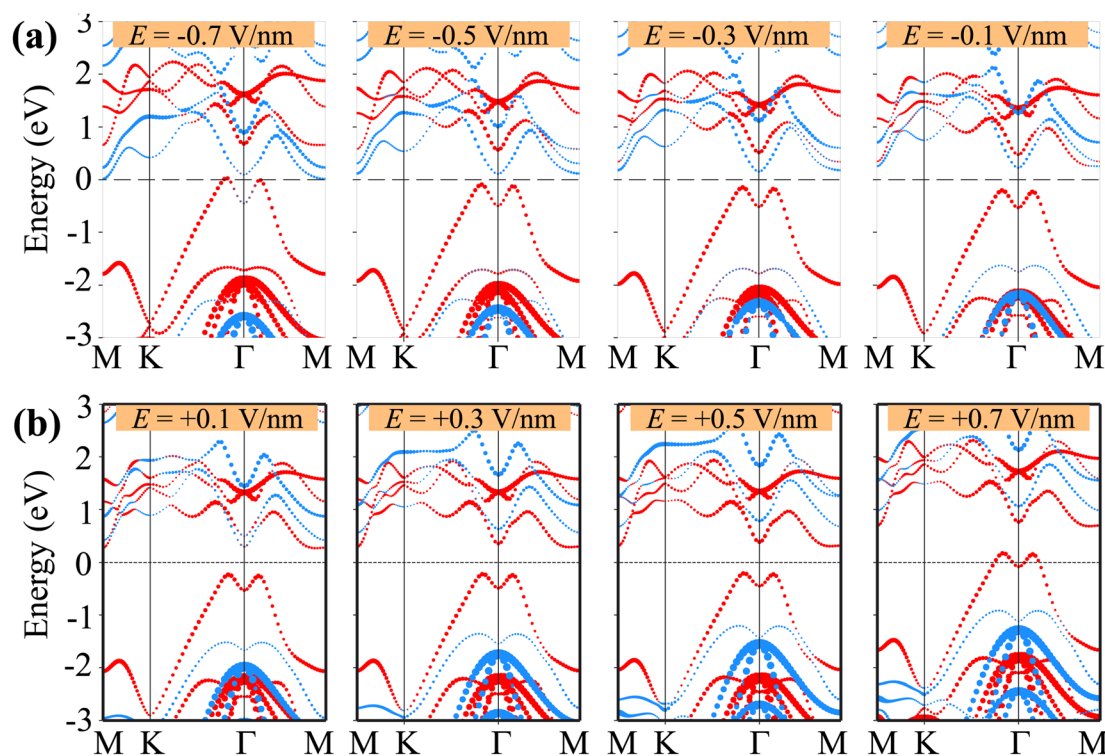 (a)
E = -0.7 V/nm E = -0.5 V/nm E = -0.3 V/nm E = -0.1 V/nm
Energy (eV)
3
2
1
0
-1
-2
-3
M K Γ M M K Γ M M K Γ M M K Γ M
(b)
E = +0.1 V/nm E = +0.3 V/nm E = +0.5 V/nm E = +0.7 V/nm
Energy (eV)
3
2
1
0
-1
-2
-3
M K Γ M M K Γ M M K Γ M M K Γ M